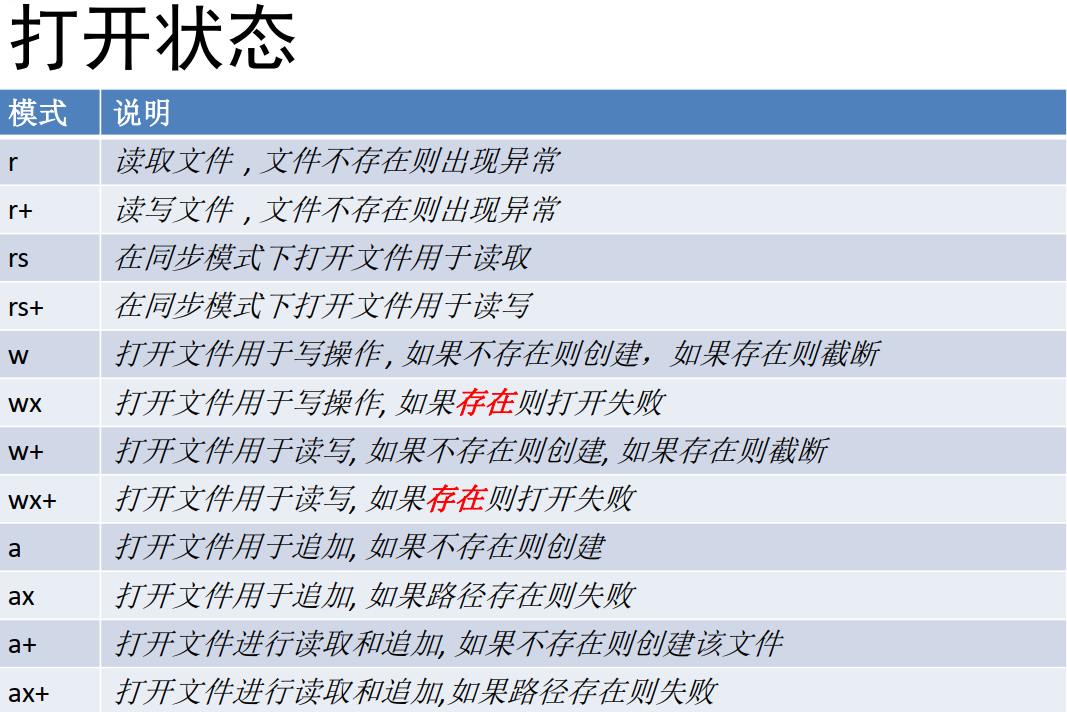 打开状态
模式 说明
r 读取文件 , 文件不存在则出现异常
r+ 读写文件 , 文件不存在则出现异常
rs 在同步模式下打开文件用于读取
rs+ 在同步模式下打开文件用于读写
w 打开文件用于写操作 , 如果不存在则创建，如果存在则截断
wx 打开文件用于写操作, 如果存在则打开失败
w+ 打开文件用于读写, 如果不存在则创建, 如果存在则截断
wx+ 打开文件用于读写, 如果存在则打开失败
a 打开文件用于追加, 如果不存在则创建
ax 打开文件用于追加, 如果路径存在则失败
a+ 打开文件进行读取和追加, 如果不存在则创建该文件
ax+ 打开文件进行读取和追加,如果路径存在则失败